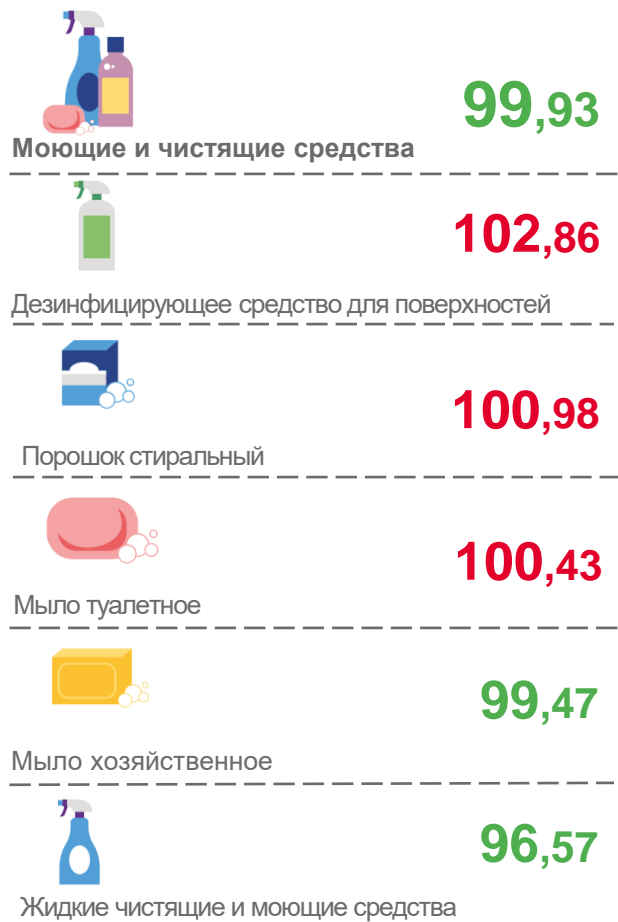 99,93
Моющие и чистящие средства
102,86
Дезинфицирующее средство для поверхностей
100,98
Порошок стиральный
100,43
Мыло туалетное
99,47
Мыло хозяйственное
96,57
Жидкие чистящие и моющие средства